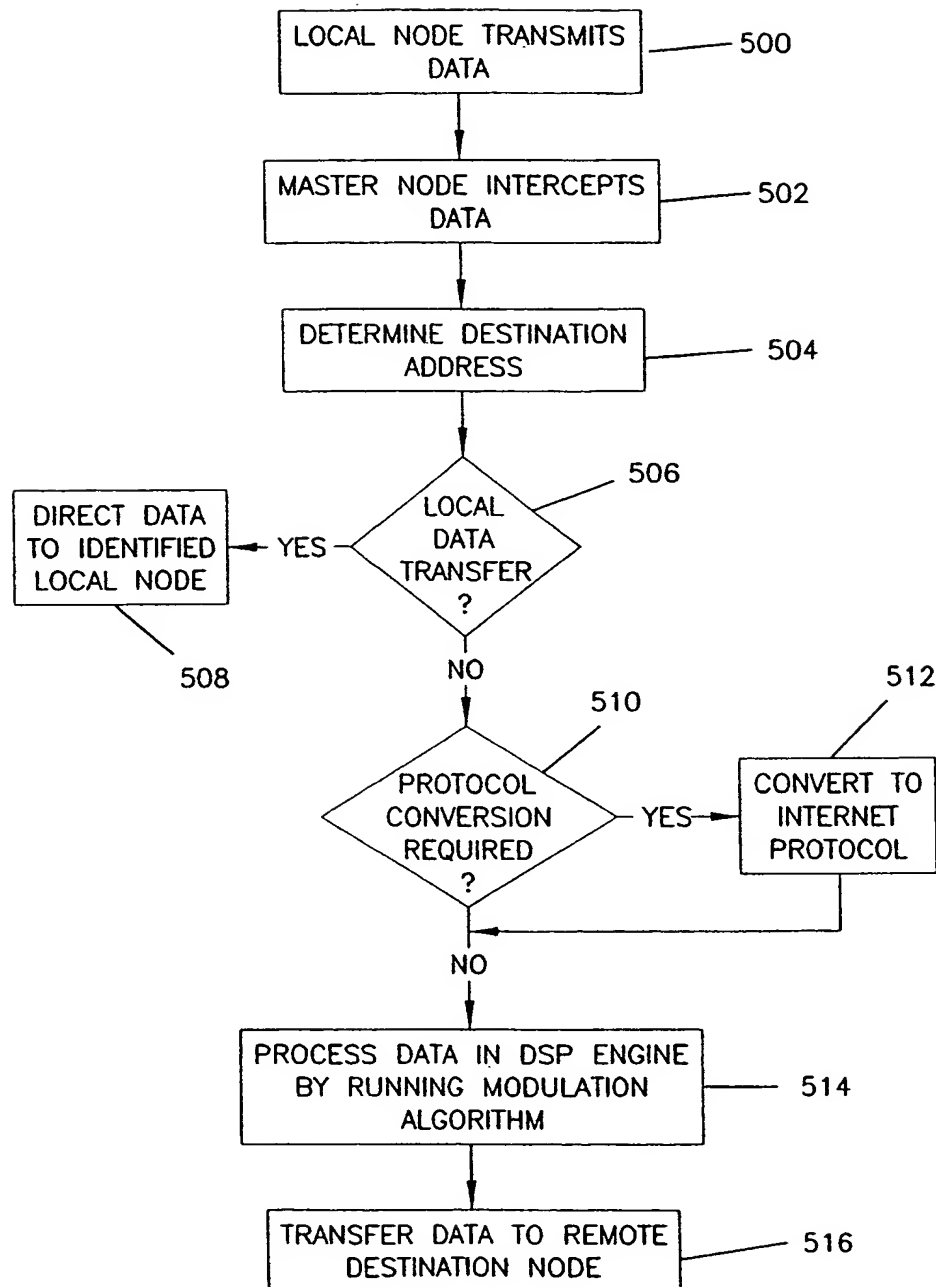 LOCAL NODE TRANSMITS
DATA
500
MASTER NODE INTERCEPTS
DATA
502
DETERMINE DESTINATION
ADDRESS
504
LOCAL
DATA
TRANSFER
?
506
YES
DIRECT DATA
TO IDENTIFIED
LOCAL NODE
508
NO
PROTOCOL
CONVERSION
REQUIRED
?
510
YES
CONVERT TO
INTERNET
PROTOCOL
512
NO
PROCESS DATA IN DSP ENGINE
BY RUNNING MODULATION
ALGORITHM
514
TRANSFER DATA TO REMOTE
DESTINATION NODE
516